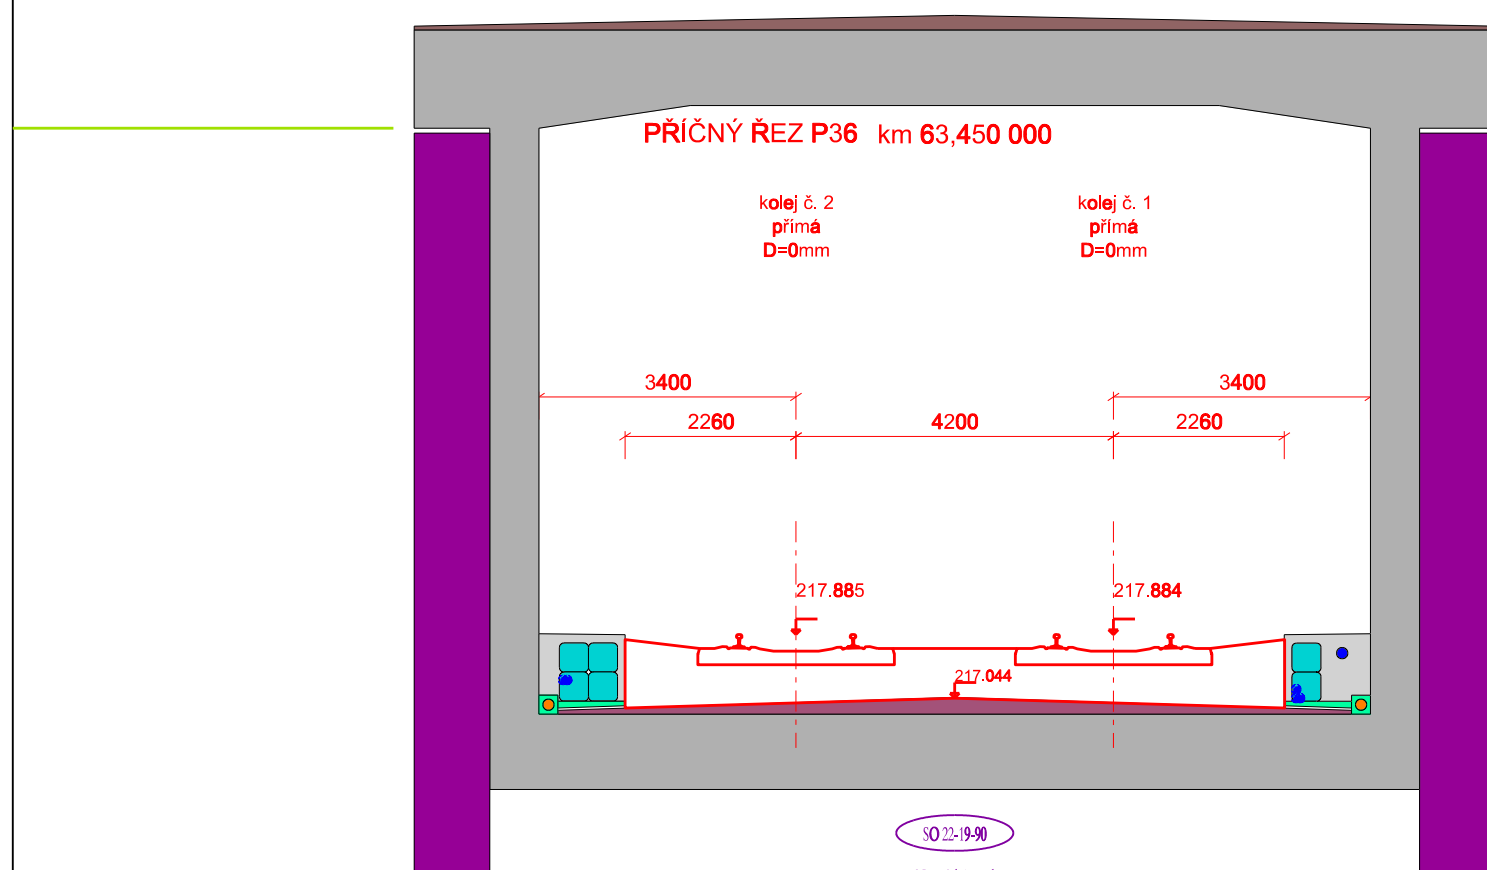 PŘÍČNÝ ŘEZ P36 km 63,450 000
kolej č. 2
přímá
D=0mm
kolej č. 1
přímá
D=0mm
3400
3400
2260
4200
2260
217.885
217.884
217.044
SO 22-19-90